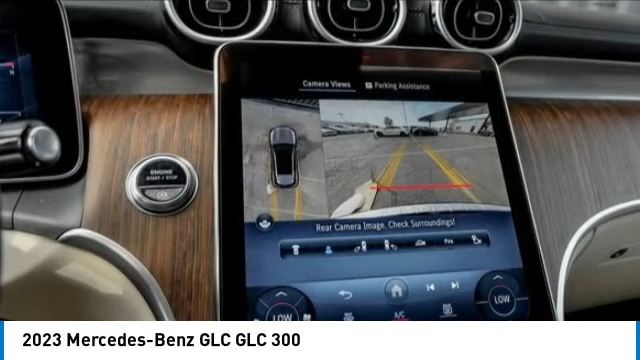 Camera Views
Parking Assistance
ENGINE
START / STOP
Rear Camera Image. Check Surroundings!
LOW
A/C
LOW
2023 Mercedes-Benz GLC GLC 300